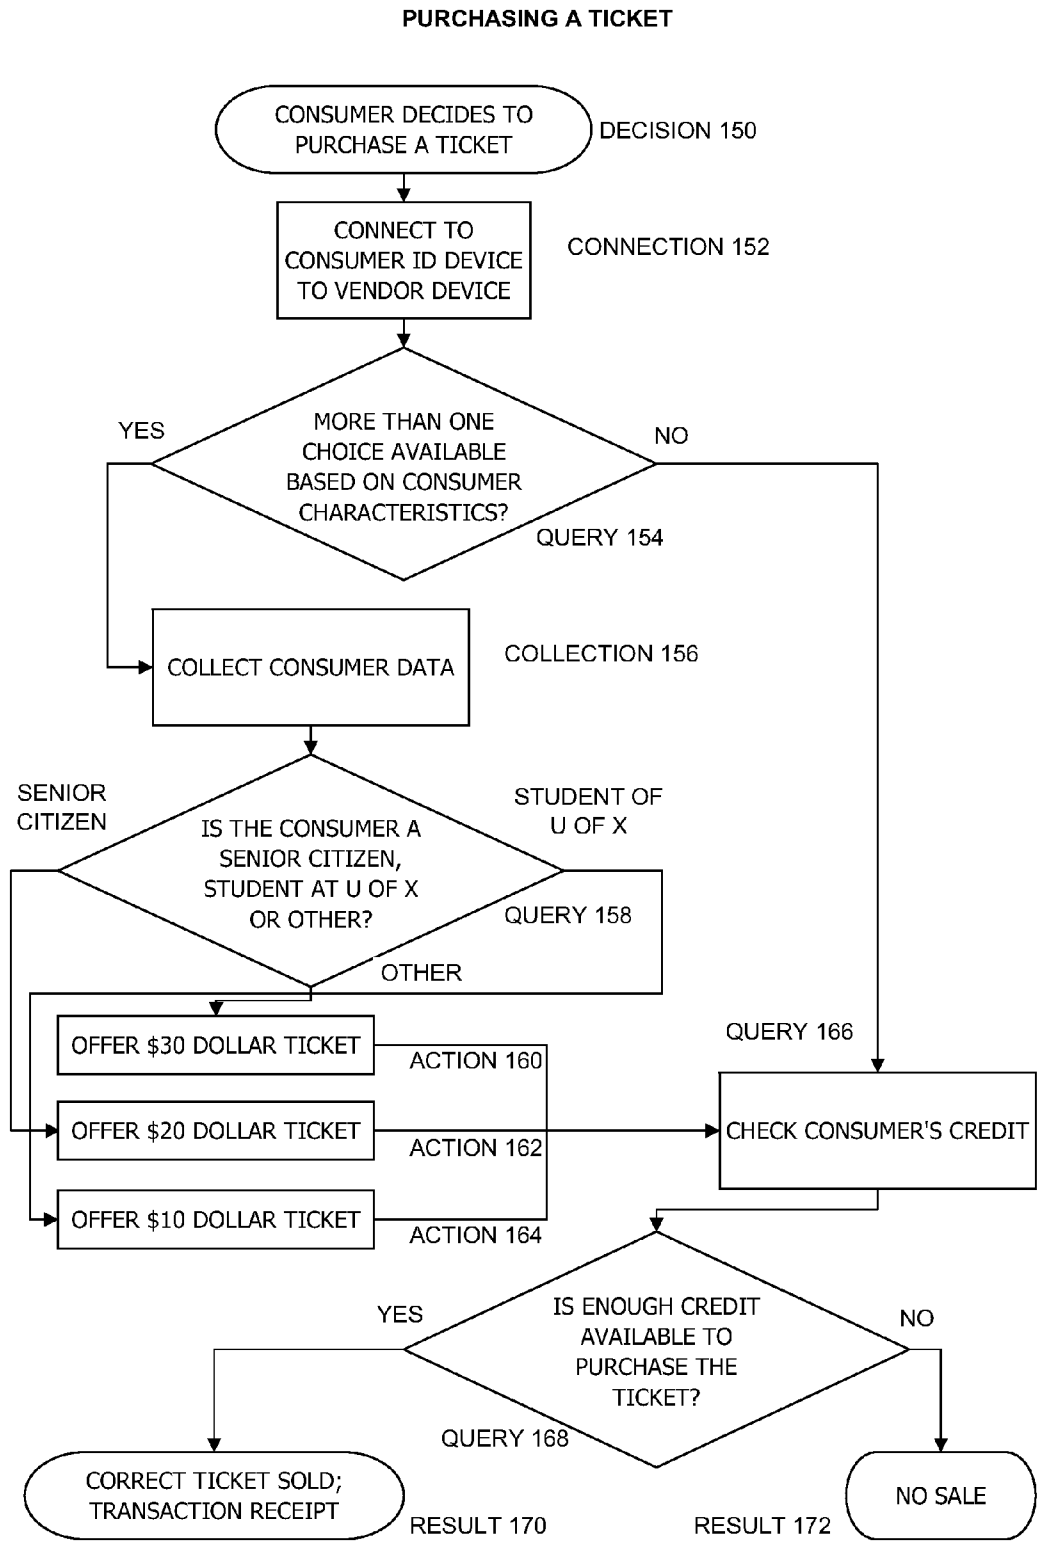 PURCHASING A TICKET
CONSUMER DECIDES TO
PURCHASE A TICKET
DECISION 150
CONNECT TO
CONSUMER ID DEVICE
TO VENDOR DEVICE
CONNECTION 152
YES
MORE THAN ONE
CHOICE AVAILABLE
BASED ON CONSUMER
CHARACTERISTICS?
NO
QUERY 154
COLLECT CONSUMER DATA
COLLECTION 156
SENIOR
CITIZEN
STUDENT OF
U OF X
IS THE CONSUMER A
SENIOR CITIZEN,
STUDENT AT U OF X
OR OTHER?
QUERY 158
OTHER
OFFER $30 DOLLAR TICKET
ACTION 160
QUERY 166
OFFER $20 DOLLAR TICKET
ACTION 162
CHECK CONSUMER'S CREDIT
OFFER $10 DOLLAR TICKET
ACTION 164
YES
IS ENOUGH CREDIT
AVAILABLE TO
PURCHASE THE
TICKET?
NO
QUERY 168
CORRECT TICKET SOLD;
TRANSACTION RECEIPT
RESULT 170
RESULT 172
NO SALE